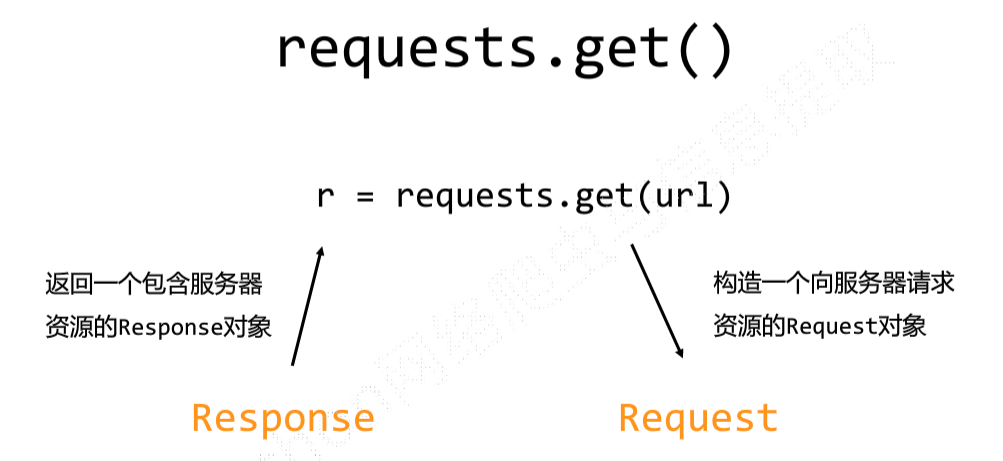 requests.get()
r = requests.get(url)
返回一个包含服务器
资源的Response对象
构造一个向服务器请求
资源的Request对象
Response
Request